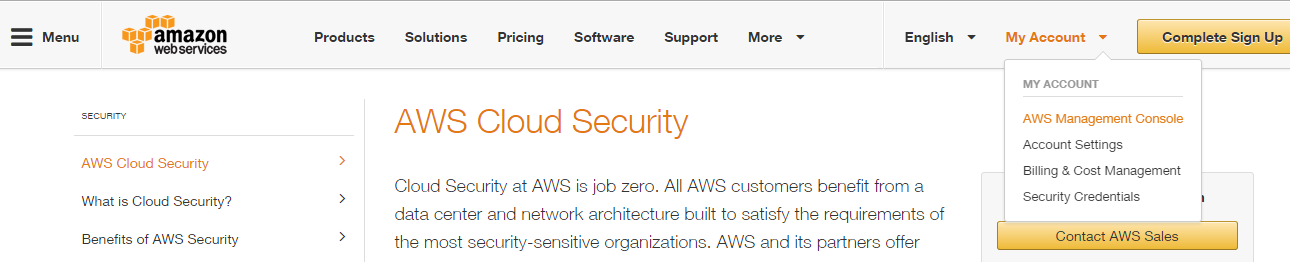 Menu
amazon
web services
Products
Solutions
Pricing
Software
Support
More
English
My Account
Complete Sign Up
MY ACCOUNT
AWS Management Console
Account Settings
Billing & Cost Management
Security Credentials
SECURITY
AWS Cloud Security
What is Cloud Security?
Benefits of AWS Security
AWS Cloud Security
Cloud Security at AWS is job zero. All AWS customers benefit from a
data center and network architecture built to satisfy the requirements of
the most security-sensitive organizations. AWS and its partners offer
Contact AWS Sales